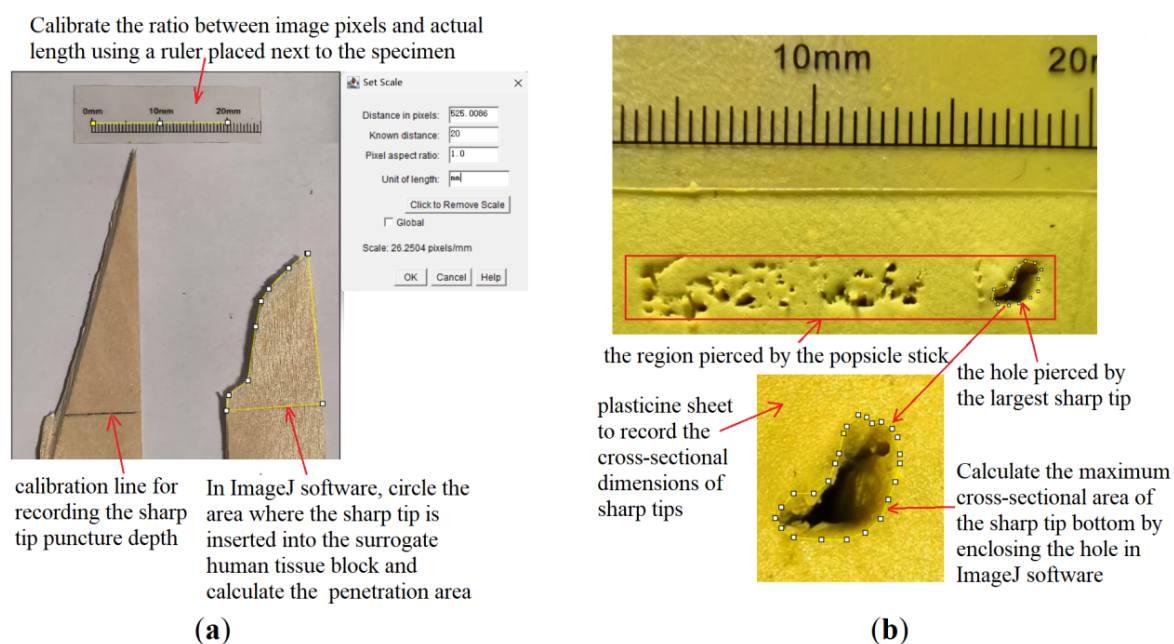 Calibrate the ratio between image pixels and actual
length using a ruler placed next to the specimen
0mm 10mm 20mm
Set Scale
Distance in pixels: 525.0086
Known distance: 20
Pixel aspect ratio: 1.0
Unit of length: mm
Click to Remove Scale
Global
Scale: 26.2504 pixels/mm
OK Cancel Help
calibration line for
recording the sharp
tip puncture depth
In ImageJ software, circle the
area where the sharp tip is
inserted into the surrogate
human tissue block and
calculate the penetration area
(a)
10mm 20m
the region pierced by the popsicle stick
the hole pierced by
the largest sharp tip
plasticine sheet
to record the
cross-sectional
dimensions of
sharp tips
Calculate the maximum
cross-sectional area of
the sharp tip bottom by
enclosing the hole in
ImageJ software
(b)